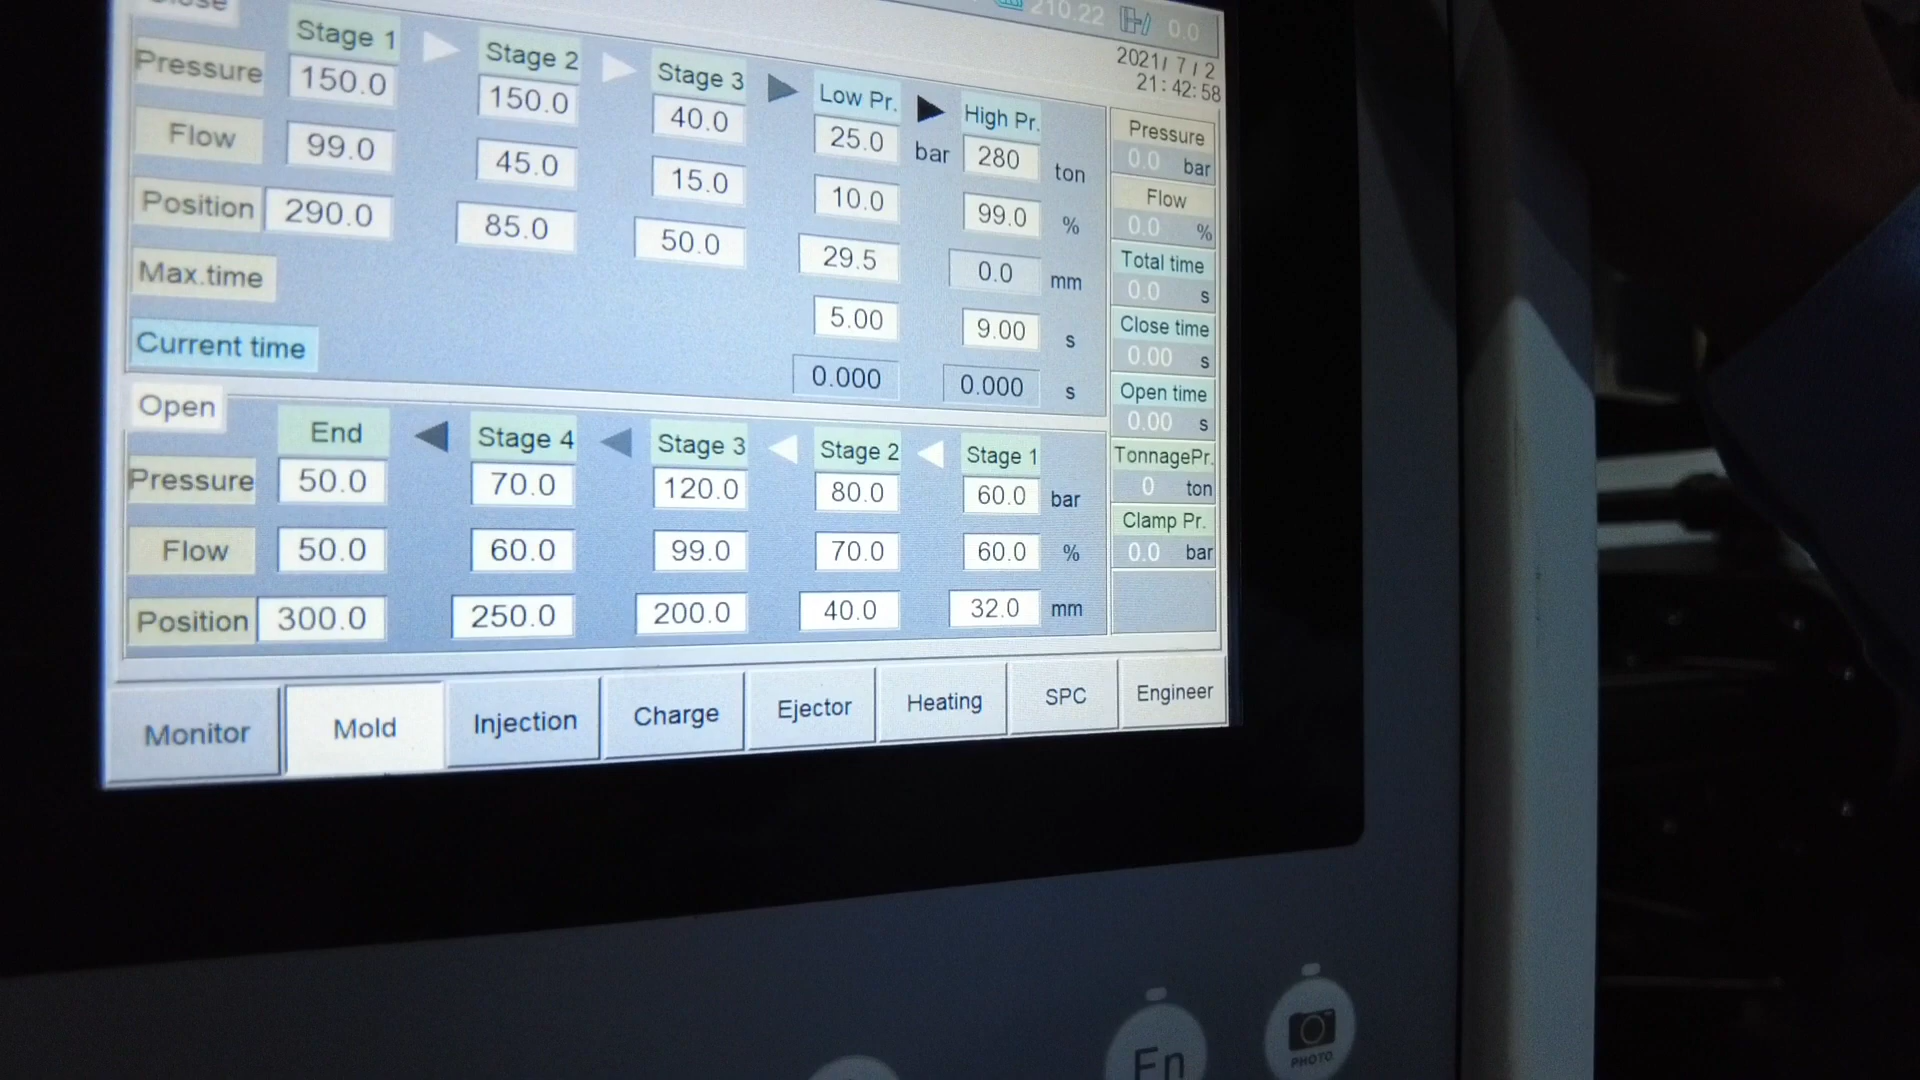 Close
210.22 0.0
2021/ 7 / 2
21:42:58
Stage 1 Stage 2 Stage 3 Low Pr. High Pr.
Pressure 150.0 150.0 40.0 25.0 bar 280 ton
Flow 99.0 45.0 15.0 10.0 99.0 %
Position 290.0 85.0 50.0 29.5 0.0 mm
Max.time 5.00 9.00 s
Current time 0.000 0.000 s
Open
End Stage 4 Stage 3 Stage 2 Stage 1
Pressure 50.0 70.0 120.0 80.0 60.0 bar
Flow 50.0 60.0 99.0 70.0 60.0 %
Position 300.0 250.0 200.0 40.0 32.0 mm
Pressure
0.0 bar
Flow
0.0 %
Total time
0.0 s
Close time
0.00 s
Open time
0.00 s
TonnagePr.
0 ton
Clamp Pr.
0.0 bar
Monitor Mold Injection Charge Ejector Heating SPC Engineer
En
PHOTO